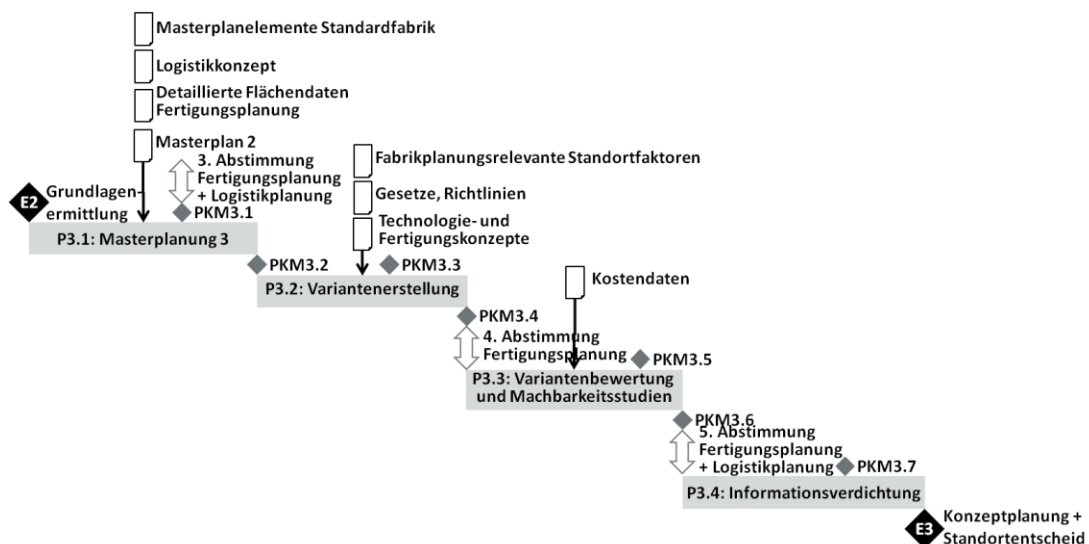 Masterplanelemente Standardfabrik
Logistikkonzept
Detaillierte Flächendaten
Fertigungsplanung
Masterplan 2
3. Abstimmung
Fertigungsplanung
+ Logistikplanung
E2
Grundlagen-
ermittlung
PKM3.1
P3.1: Masterplanung 3
Fabrikplanungsrelevante Standortfaktoren
Gesetze, Richtlinien
Technologie- und
Fertigungskonzepte
PKM3.2
PKM3.3
P3.2: Variantenerstellung
Kostendaten
PKM3.4
4. Abstimmung
Fertigungsplanung
PKM3.5
P3.3: Variantenbewertung
und Machbarkeitsstudien
PKM3.6
5. Abstimmung
Fertigungsplanung
+ Logistikplanung
PKM3.7
P3.4: Informationsverdichtung
E3
Konzeptplanung +
Standortentscheid